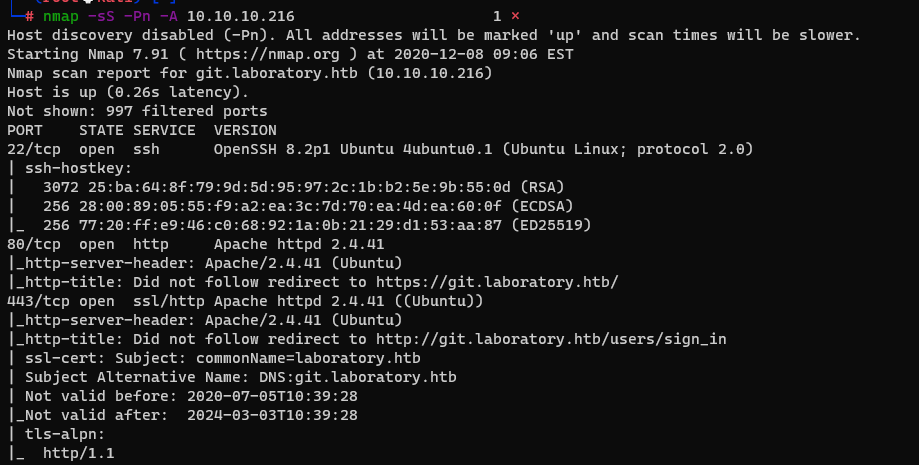 └─# nmap -sS -Pn -A 10.10.10.216 1 ⨯
Host discovery disabled (-Pn). All addresses will be marked 'up' and scan times will be slower.
Starting Nmap 7.91 ( https://nmap.org ) at 2020-12-08 09:06 EST
Nmap scan report for git.laboratory.htb (10.10.10.216)
Host is up (0.26s latency).
Not shown: 997 filtered ports
PORT    STATE SERVICE  VERSION
22/tcp  open  ssh      OpenSSH 8.2p1 Ubuntu 4ubuntu0.1 (Ubuntu Linux; protocol 2.0)
| ssh-hostkey:
|   3072 25:ba:64:8f:79:9d:5d:95:97:2c:1b:b2:5e:9b:55:0d (RSA)
|   256 28:00:89:05:55:f9:a2:ea:3c:7d:70:ea:4d:ea:60:0f (ECDSA)
|_  256 77:20:ff:e9:46:c0:68:92:1a:0b:21:29:d1:53:aa:87 (ED25519)
80/tcp  open  http     Apache httpd 2.4.41
|_http-server-header: Apache/2.4.41 (Ubuntu)
|_http-title: Did not follow redirect to https://git.laboratory.htb/
443/tcp open  ssl/http Apache httpd 2.4.41 ((Ubuntu))
|_http-server-header: Apache/2.4.41 (Ubuntu)
|_http-title: Did not follow redirect to http://git.laboratory.htb/users/sign_in
| ssl-cert: Subject: commonName=laboratory.htb
| Subject Alternative Name: DNS:git.laboratory.htb
| Not valid before: 2020-07-05T10:39:28
|_Not valid after:  2024-03-03T10:39:28
| tls-alpn:
|_  http/1.1